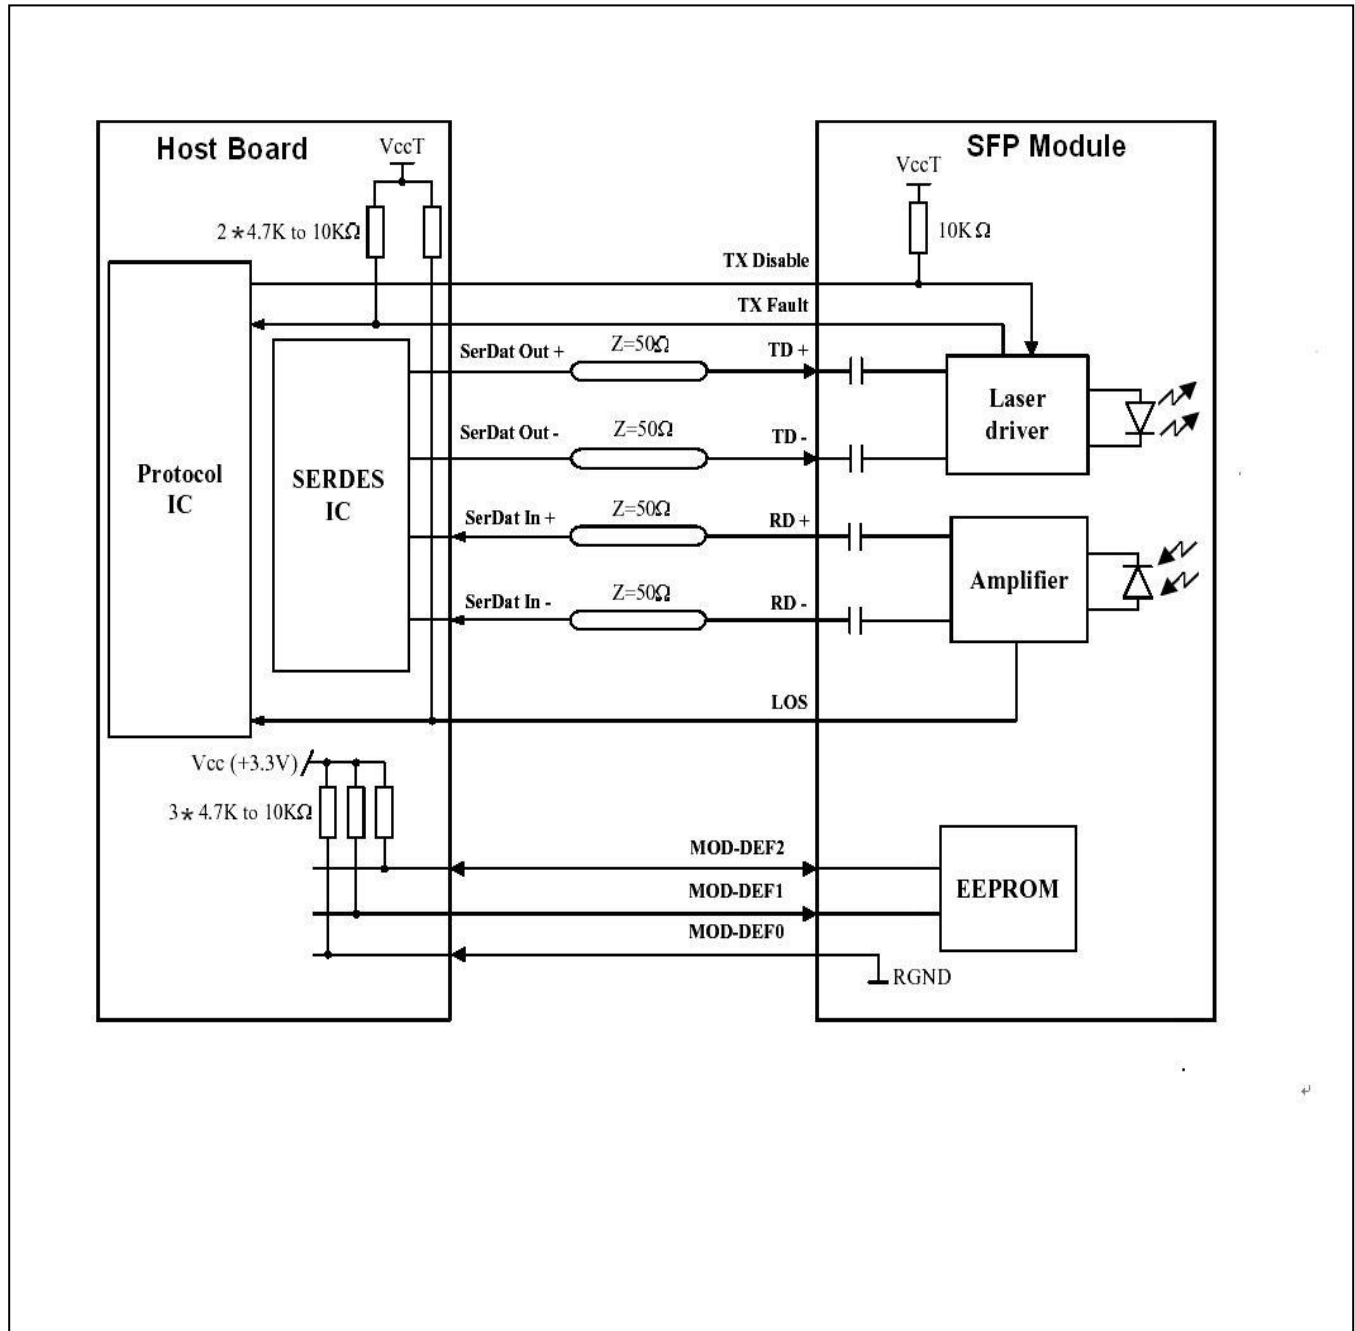 Host Board
SFP Module
VccT
VccT
2*4.7K to 10KΩ
10KΩ
TX Disable
TX Fault
SerDat Out +
Z=50Ω
TD +
Laser
driver
SerDat Out -
Z=50Ω
TD -
Protocol
IC
SERDES
IC
SerDat In +
Z=50Ω
RD +
Amplifier
SerDat In -
Z=50Ω
RD -
LOS
Vcc (+3.3V)
3*4.7K to 10KΩ
MOD-DEF2
MOD-DEF1
EEPROM
MOD-DEF0
RGND